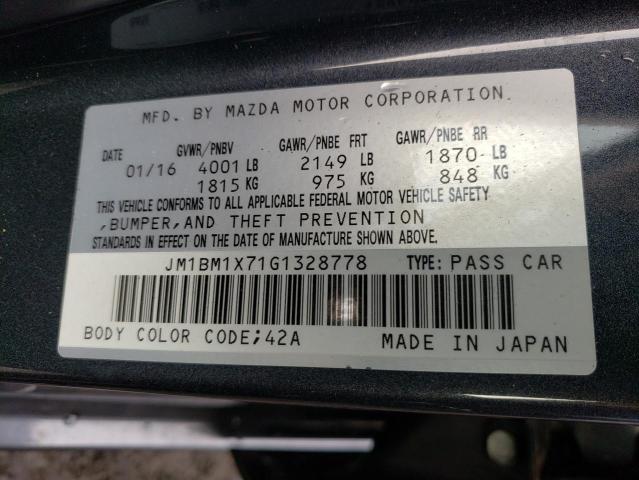 MFD. BY MAZDA MOTOR CORPORATION.
DATE GVWR/PNBV GAWR/PNBE FRT GAWR/PNBE RR
01/16 4001 LB 2149 LB 1870 LB
1815 KG 975 KG 848 KG
THIS VEHICLE CONFORMS TO ALL APPLICABLE FEDERAL MOTOR VEHICLE SAFETY
,BUMPER,AND THEFT PREVENTION
STANDARDS IN EFFECT ON THE DATE OF MANUFACTURE SHOWN ABOVE.
JM1BM1X71G1328778 TYPE: PASS CAR
BODY COLOR CODE;42A MADE IN JAPAN